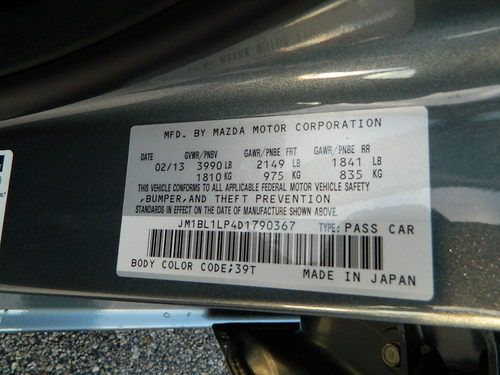 MFD. BY MAZDA MOTOR CORPORATION
DATE GVWR/PNBV GAWR/PNBE FRT GAWR/PNBE RR
02/13 3990 LB 2149 LB 1841 LB
1810 KG 975 KG 835 KG
THIS VEHICLE CONFORMS TO ALL APPLICABLE FEDERAL MOTOR VEHICLE SAFETY
,BUMPER,AND THEFT PREVENTION
STANDARDS IN EFFECT ON THE DATE OF MANUFACTURE SHOWN ABOVE.
JM1BL1LP4D1790367 TYPE: PASS CAR
BODY COLOR CODE;39T MADE IN JAPAN